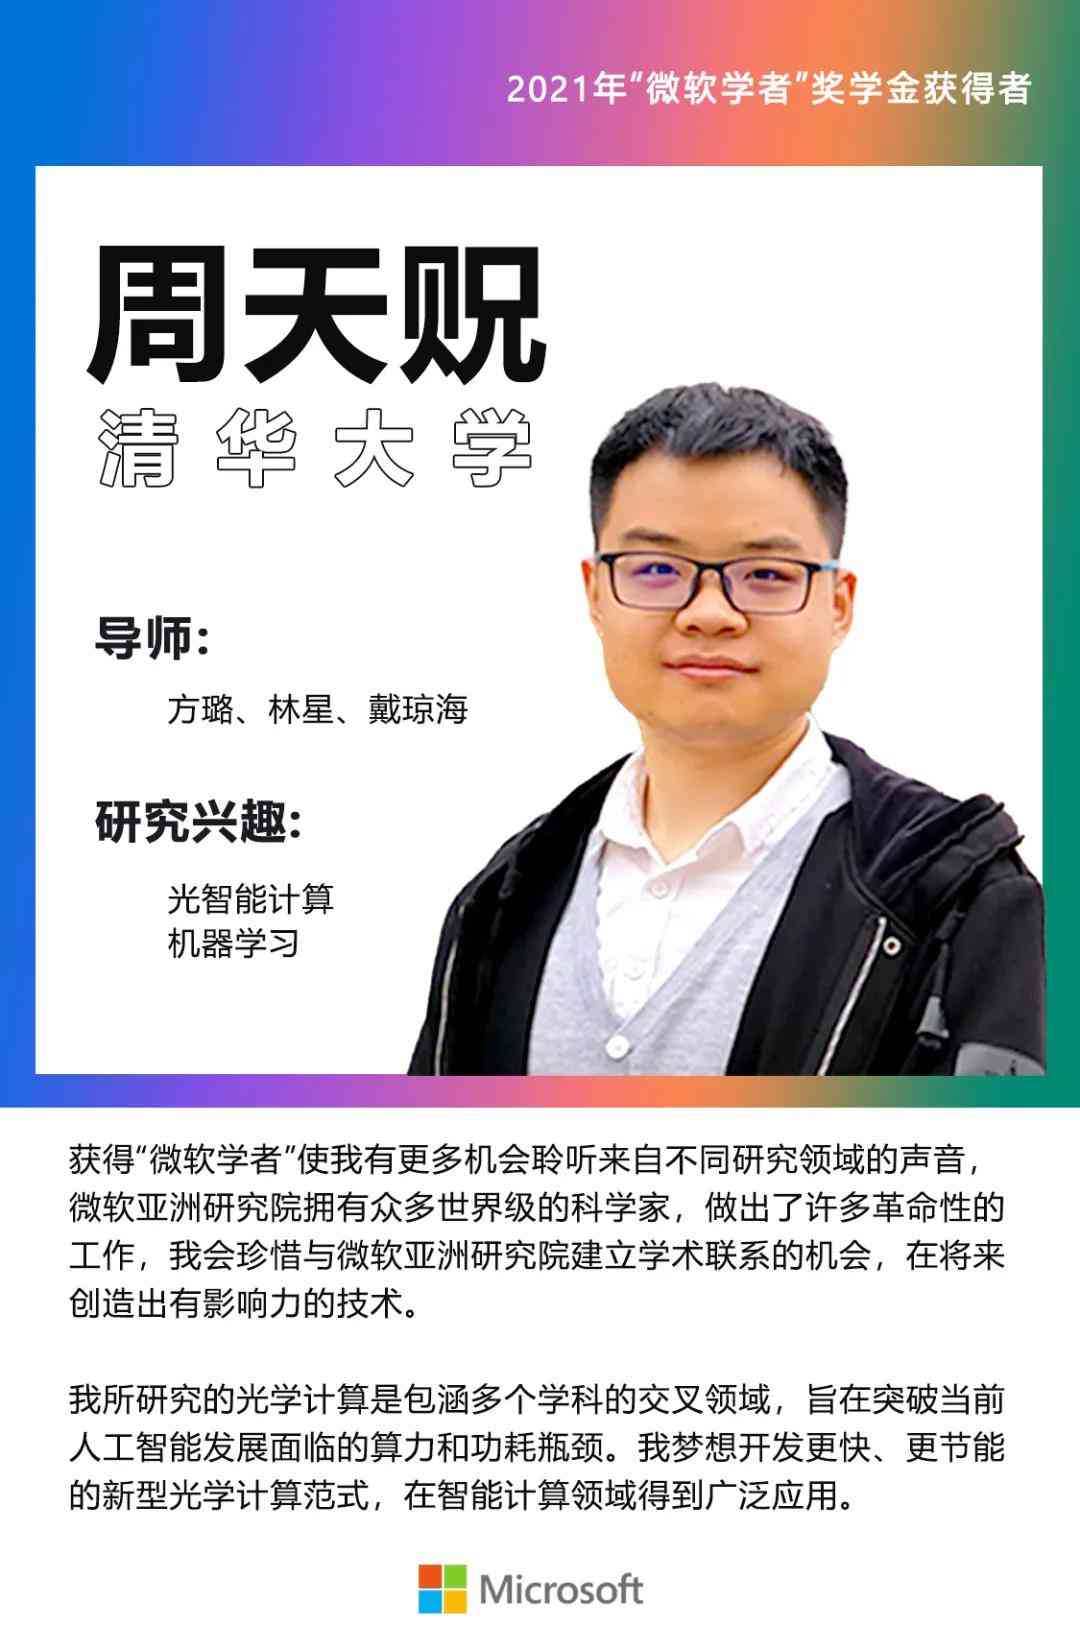 2021年“微软学者”奖学金获得者
周天贶
清华大学
导师:
方璐、林星、戴琼海
研究兴趣:
光智能计算
机器学习
获得“微软学者”使我有更多机会聆听来自不同研究领域的声音，
微软亚洲研究院拥有众多世界级的科学家，做出了许多革命性的
工作，我会珍惜与微软亚洲研究院建立学术联系的机会，在将来
创造出有影响力的技术。
我所研究的光学计算是包涵多个学科的交叉领域，旨在突破当前
人工智能发展面临的算力和功耗瓶颈。我梦想开发更快、更节能
的新型光学计算范式，在智能计算领域得到广泛应用。
Microsoft